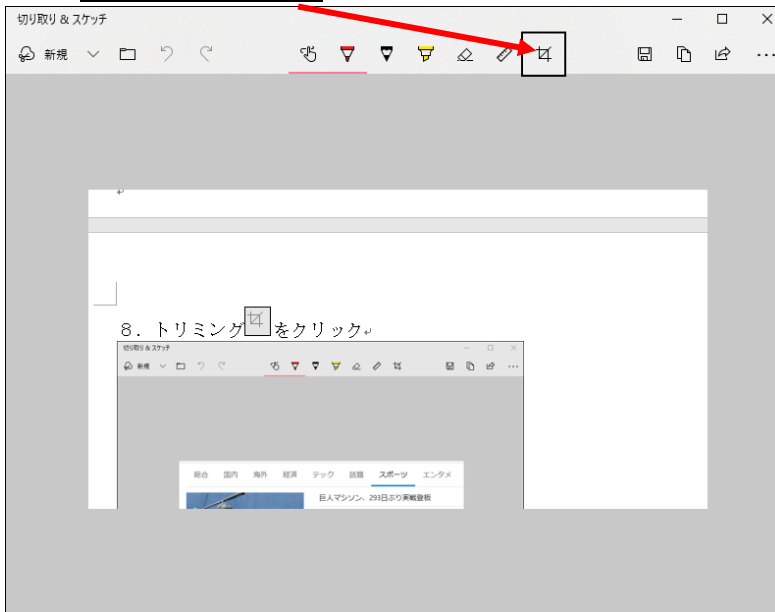 切り取り & スケッチ
新規
8．トリミングをクリック
切り取り & スケッチ
新規
総合 国内 海外 経済 テック 話題 スポーツ エンタメ
巨人マシソン、293日ぶり実戦登板